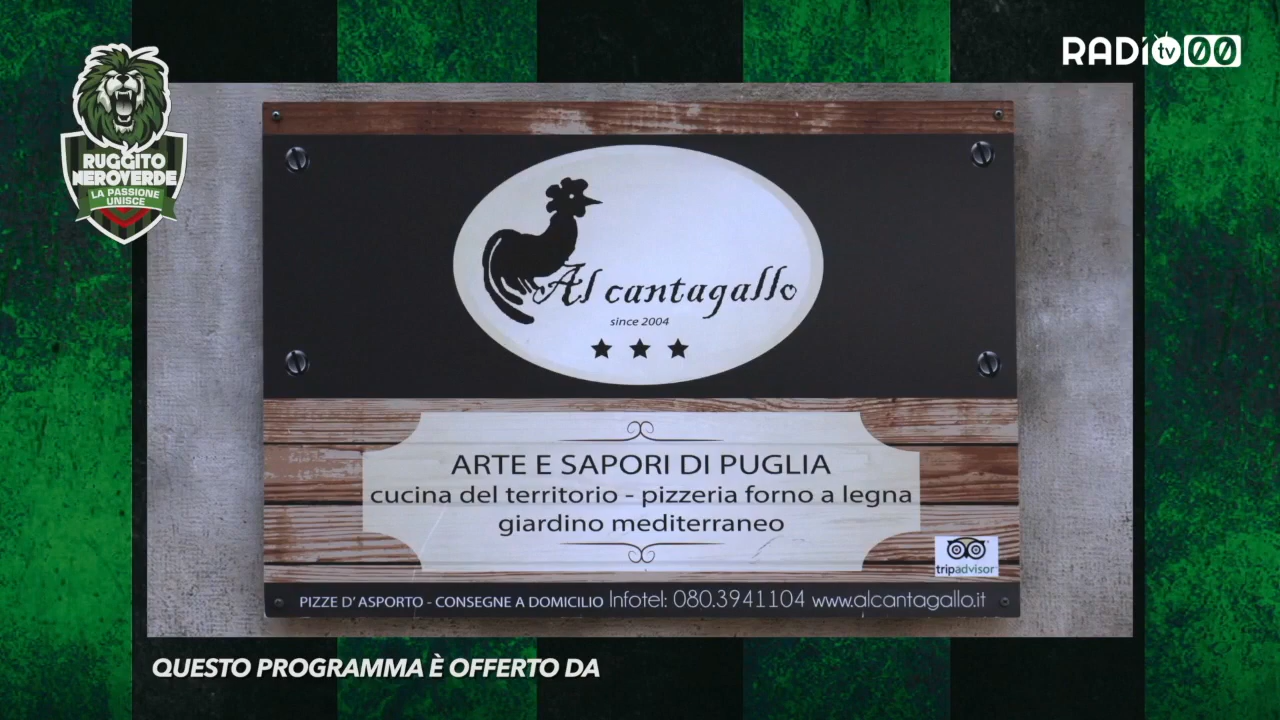 RADIO tv 00
RUGGITO
NEROVERDE
LA PASSIONE
UNISCE
Al cantagallo
since 2004
ARTE E SAPORI DI PUGLIA
cucina del territorio - pizzeria forno a legna
giardino mediterraneo
tripadvisor
PIZZE D'ASPORTO - CONSEGNE A DOMICILIO Infotel: 080.3941104 www.alcantagallo.it
QUESTO PROGRAMMA È OFFERTO DA